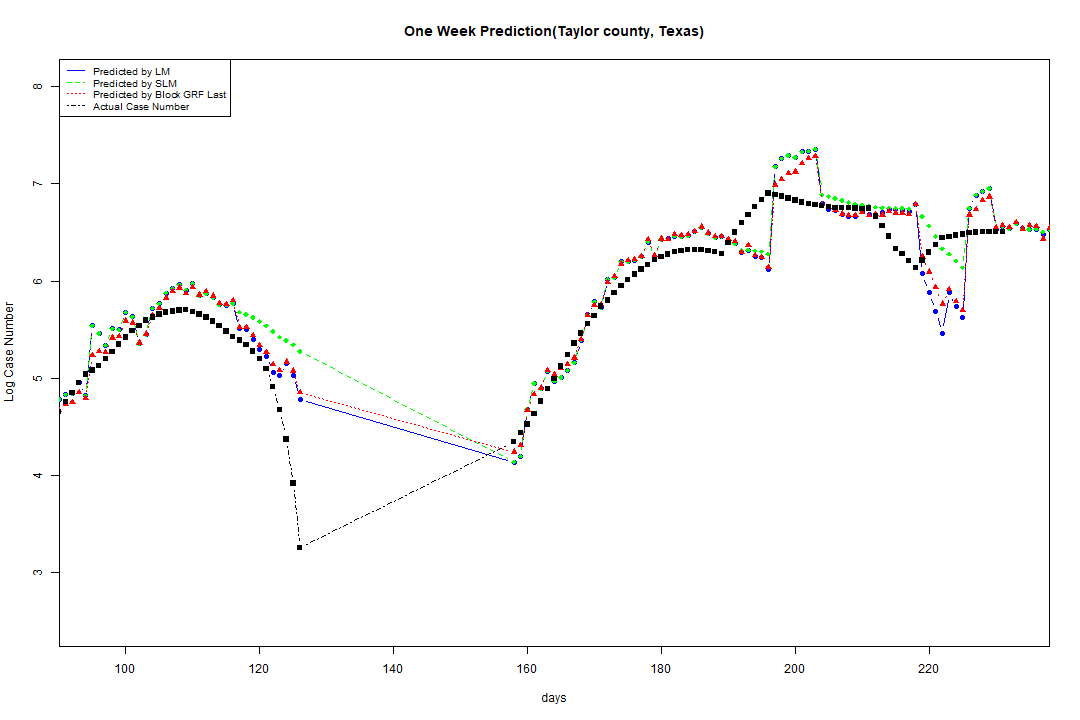 One Week Prediction(Taylor county, Texas)
Predicted by LM
Predicted by SLM
Predicted by Block GRF Last
Actual Case Number
8
7
6
5
4
3
Log Case Number
100 120 140 160 180 200 220
days